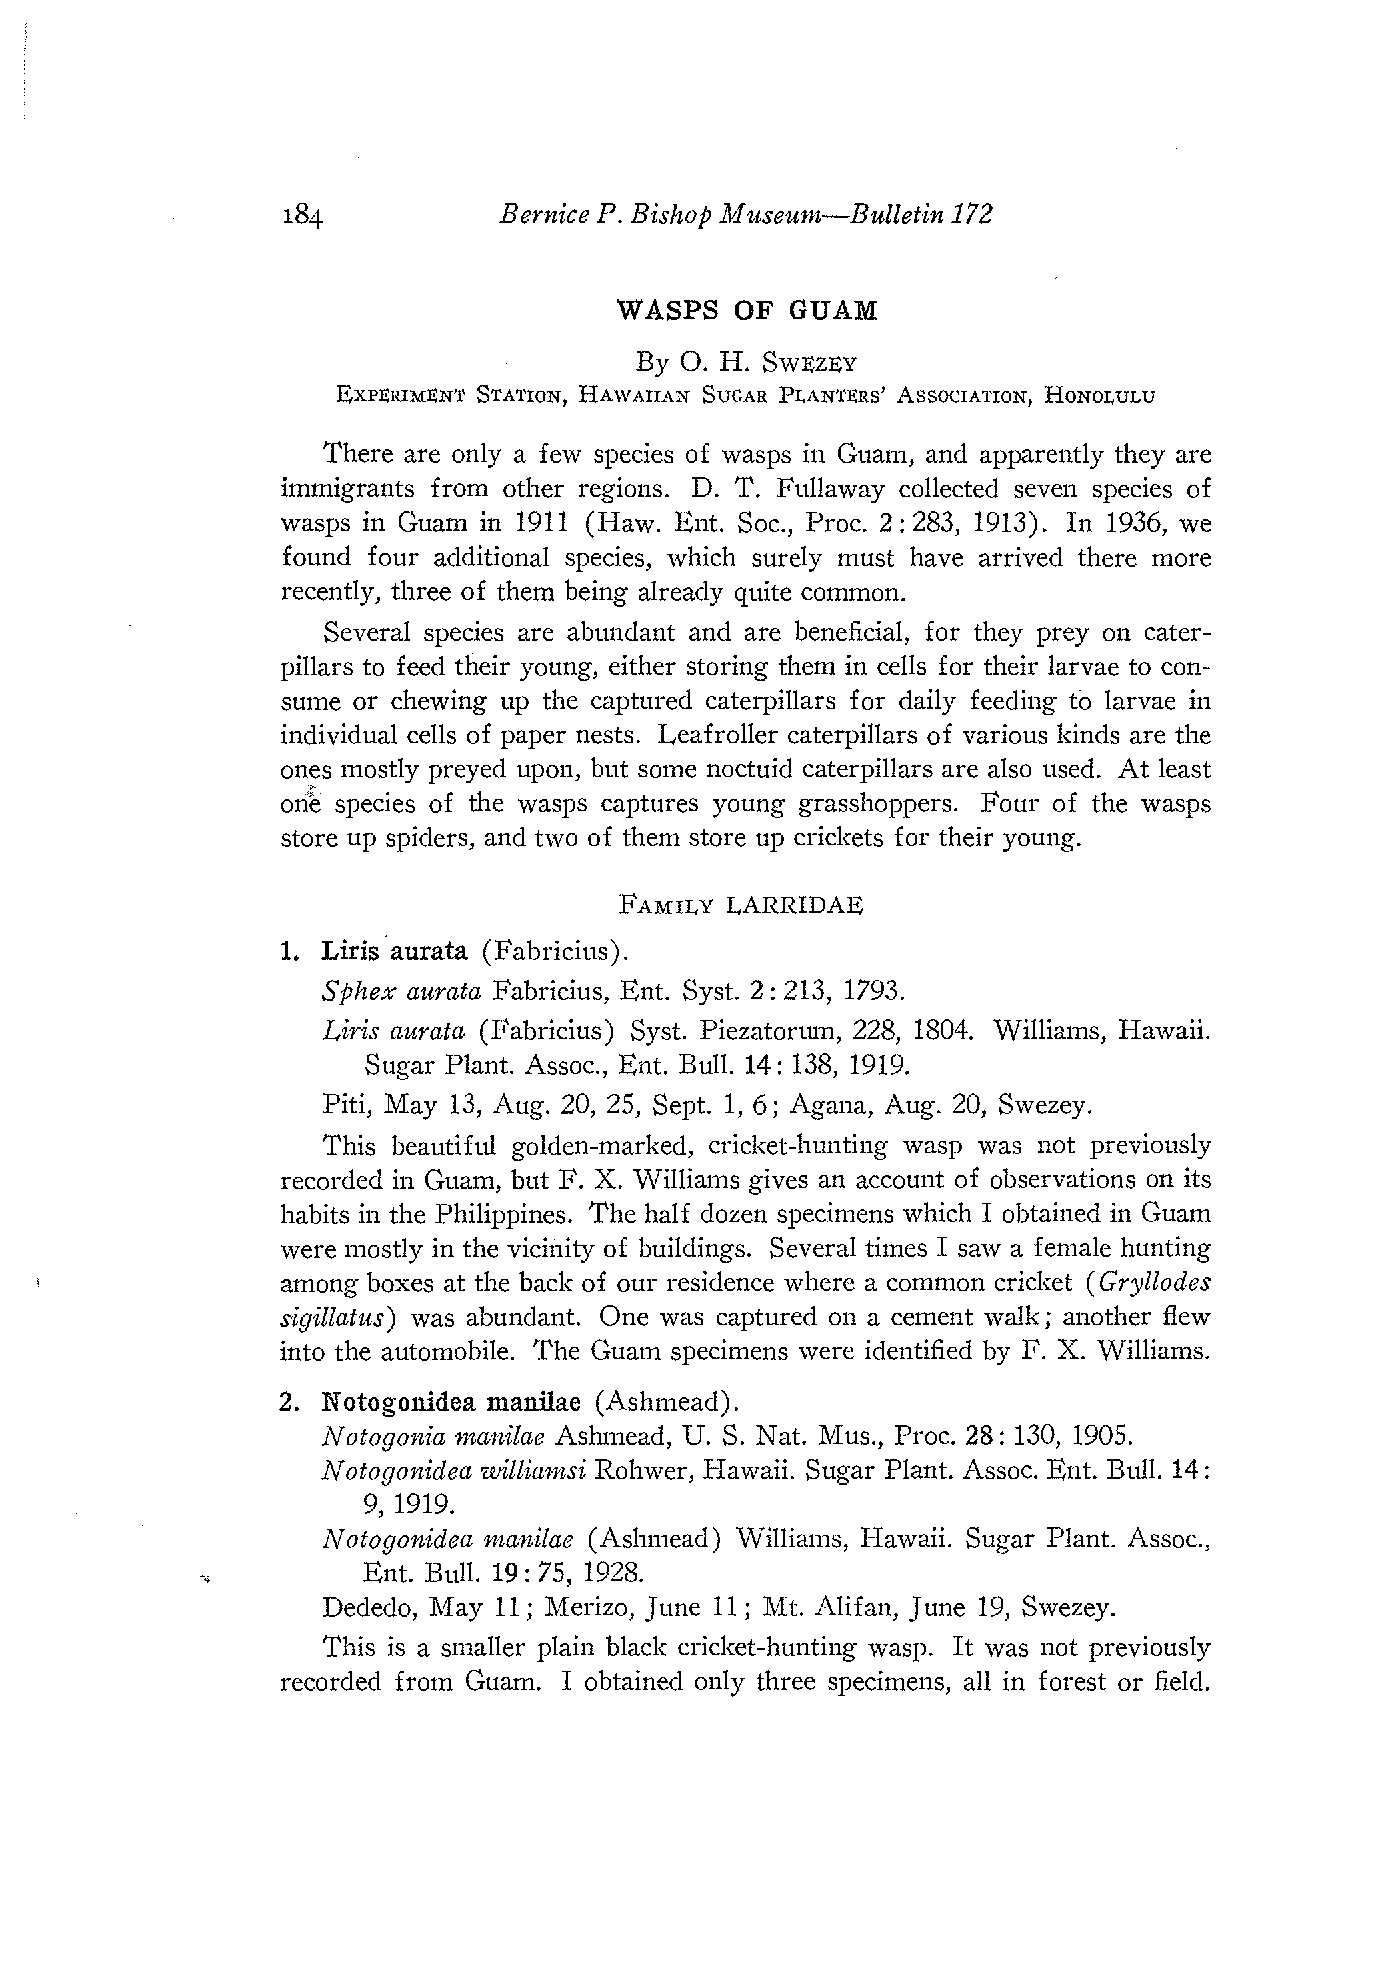 184 Bernice P. Bishop Museum—Bulletin 172
WASPS OF GUAM
By O. H. SWEZEY
EXPERIMENT STATION, HAWAIIAN SUGAR PLANTERS' ASSOCIATION, HONOLULU
There are only a few species of wasps in Guam, and apparently they are
immigrants from other regions. D. T. Fullaway collected seven species of
wasps in Guam in 1911 (Haw. Ent. Soc., Proc. 2: 283, 1913). In 1936, we
found four additional species, which surely must have arrived there more
recently, three of them being already quite common.
Several species are abundant and are beneficial, for they prey on cater-
pillars to feed their young, either storing them in cells for their larvae to con-
sume or chewing up the captured caterpillars for daily feeding to larvae in
individual cells of paper nests. Leafroller caterpillars of various kinds are the
ones mostly preyed upon, but some noctuid caterpillars are also used. At least
one species of the wasps captures young grasshoppers. Four of the wasps
store up spiders, and two of them store up crickets for their young.
FAMILY LARRIDAE
1. Liris aurata (Fabricius).
Sphex aurata Fabricius, Ent. Syst. 2: 213, 1793.
Liris aurata (Fabricius) Syst. Piezatorum, 228, 1804. Williams, Hawaii.
Sugar Plant. Assoc., Ent. Bull. 14: 138, 1919.
Piti, May 13, Aug. 20, 25, Sept. 1, 6; Agana, Aug. 20, Swezey.
This beautiful golden-marked, cricket-hunting wasp was not previously
recorded in Guam, but F. X. Williams gives an account of observations on its
habits in the Philippines. The half dozen specimens which I obtained in Guam
were mostly in the vicinity of buildings. Several times I saw a female hunting
among boxes at the back of our residence where a common cricket (Gryllodes
sigillatus) was abundant. One was captured on a cement walk; another flew
into the automobile. The Guam specimens were identified by F. X. Williams.
2. Notogonidea manilae (Ashmead).
Notogonia manilae Ashmead, U. S. Nat. Mus., Proc. 28: 130, 1905.
Notogonidea williamsi Rohwer, Hawaii. Sugar Plant. Assoc. Ent. Bull. 14:
9, 1919.
Notogonidea manilae (Ashmead) Williams, Hawaii. Sugar Plant. Assoc.,
Ent. Bull. 19: 75, 1928.
Dededo, May 11; Merizo, June 11; Mt. Alifan, June 19, Swezey.
This is a smaller plain black cricket-hunting wasp. It was not previously
recorded from Guam. I obtained only three specimens, all in forest or field.